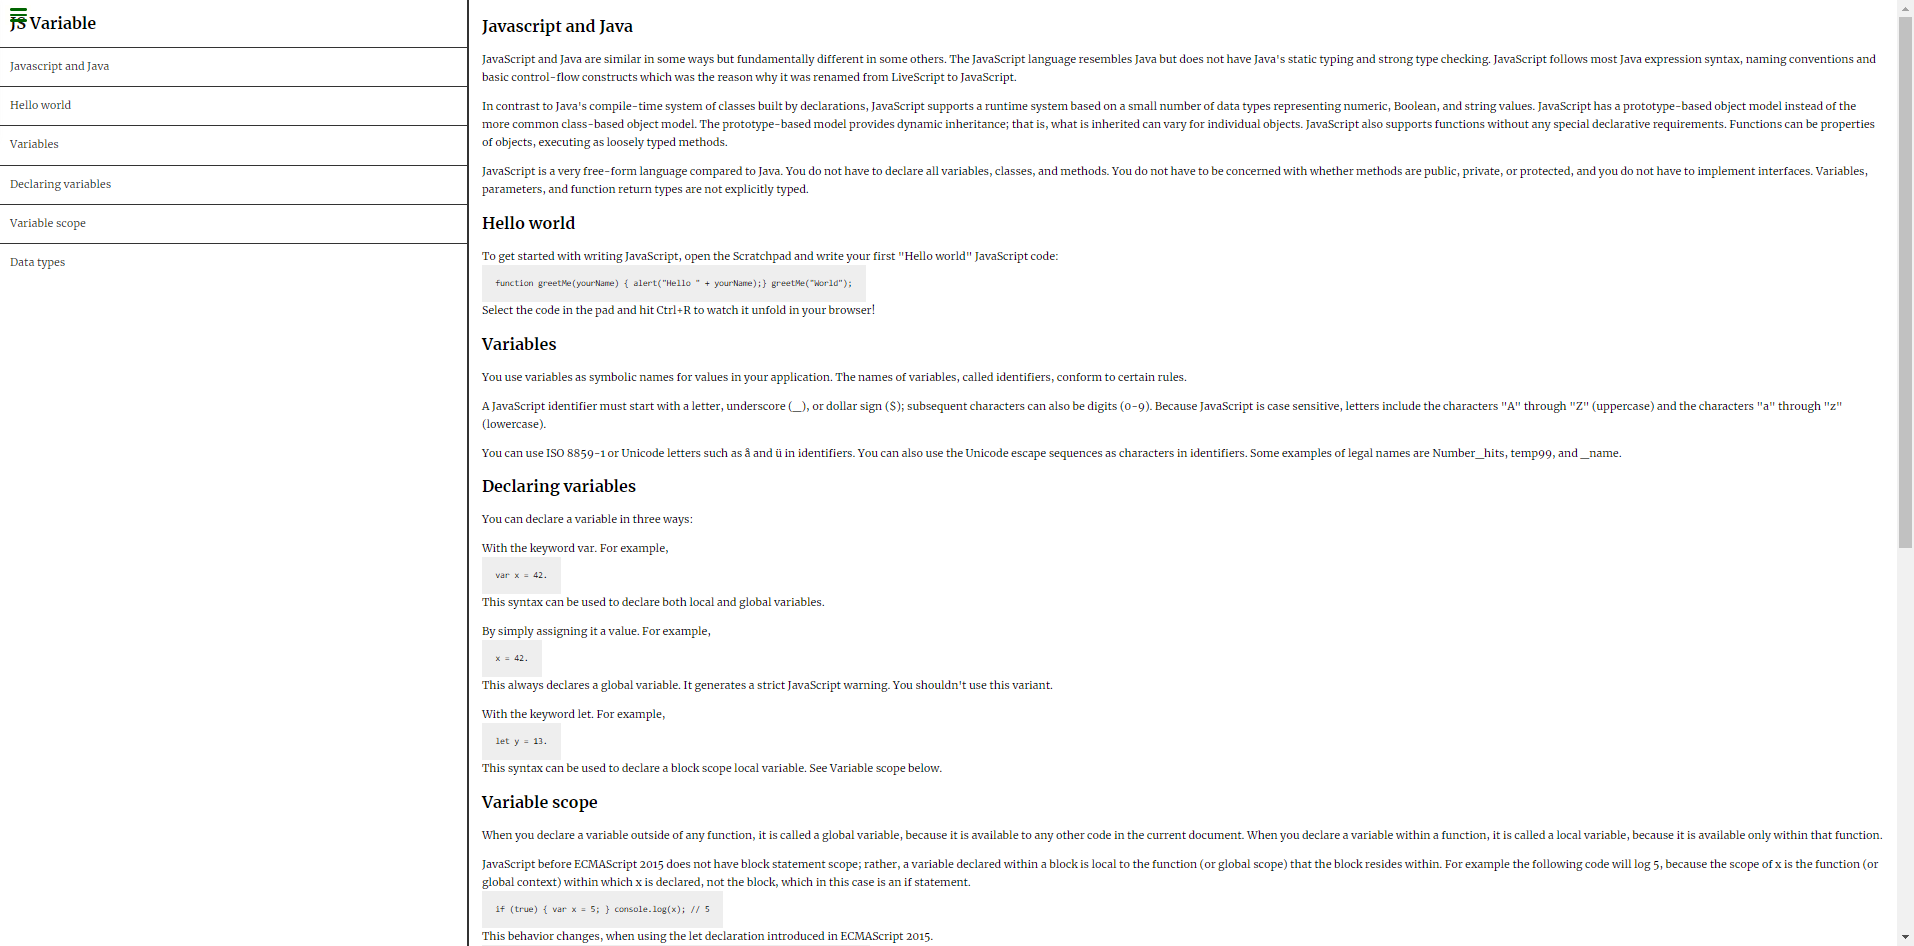 JS Variable
Javascript and Java
Hello world
Variables
Declaring variables
Variable scope
Data types
Javascript and Java
JavaScript and Java are similar in some ways but fundamentally different in some others. The JavaScript language resembles Java but does not have Java's static typing and strong type checking. JavaScript follows most Java expression syntax, naming conventions and
basic control-flow constructs which was the reason why it was renamed from LiveScript to JavaScript.
In contrast to Java's compile-time system of classes built by declarations, JavaScript supports a runtime system based on a small number of data types representing numeric, Boolean, and string values. JavaScript has a prototype-based object model instead of the
more common class-based object model. The prototype-based model provides dynamic inheritance; that is, what is inherited can vary for individual objects. JavaScript also supports functions without any special declarative requirements. Functions can be properties
of objects, executing as loosely typed methods.
JavaScript is a very free-form language compared to Java. You do not have to declare all variables, classes, and methods. You do not have to be concerned with whether methods are public, private, or protected, and you do not have to implement interfaces. Variables,
parameters, and function return types are not explicitly typed.
Hello world
To get started with writing JavaScript, open the Scratchpad and write your first "Hello world" JavaScript code:
function greetMe(yourName) { alert("Hello " + yourName);} greetMe("World");
Select the code in the pad and hit Ctrl+R to watch it unfold in your browser!
Variables
You use variables as symbolic names for values in your application. The names of variables, called identifiers, conform to certain rules.
A JavaScript identifier must start with a letter, underscore (_), or dollar sign ($); subsequent characters can also be digits (0-9). Because JavaScript is case sensitive, letters include the characters "A" through "Z" (uppercase) and the characters "a" through "z"
(lowercase).
You can use ISO 8859-1 or Unicode letters such as å and ü in identifiers. You can also use the Unicode escape sequences as characters in identifiers. Some examples of legal names are Number_hits, temp99, and _name.
Declaring variables
You can declare a variable in three ways:
With the keyword var. For example,
var x = 42.
This syntax can be used to declare both local and global variables.
By simply assigning it a value. For example,
x = 42.
This always declares a global variable. It generates a strict JavaScript warning. You shouldn't use this variant.
With the keyword let. For example,
let y = 13.
This syntax can be used to declare a block scope local variable. See Variable scope below.
Variable scope
When you declare a variable outside of any function, it is called a global variable, because it is available to any other code in the current document. When you declare a variable within a function, it is called a local variable, because it is available only within that function.
JavaScript before ECMAScript 2015 does not have block statement scope; rather, a variable declared within a block is local to the function (or global scope) that the block resides within. For example the following code will log 5, because the scope of x is the function (or
global context) within which x is declared, not the block, which in this case is an if statement.
if (true) { var x = 5; } console.log(x); // 5
This behavior changes, when using the let declaration introduced in ECMAScript 2015.